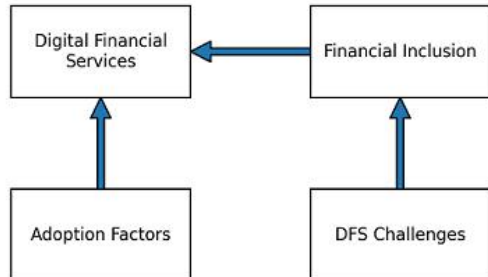 Digital Financial
Services
Financial Inclusion
Adoption Factors
DFS Challenges